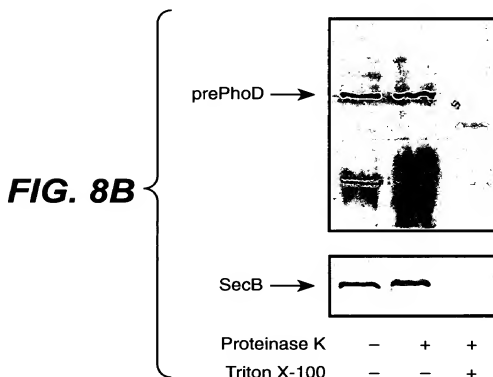 prePhoD
FIG. 8B
SecB
Proteinase K − + +
Triton X-100 − − +